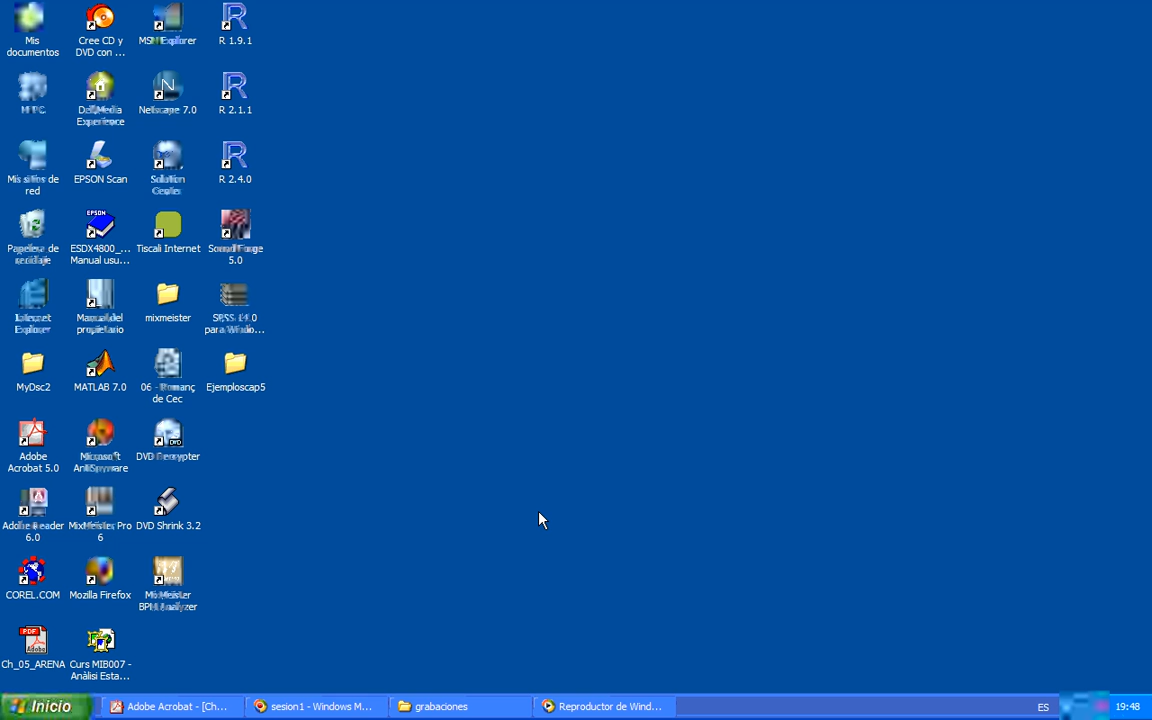 Mis
documentos
Cree CD y
DVD con ...
MSN Explorer
R 1.9.1
Dell Media
Experience
Netscape 7.0
R 2.1.1
Mis sitios de
red
EPSON Scan
Solution
Center
R 2.4.0
Papelera de
reciclaje
EPSON
ESDX4800_...
Manual usu...
Tiscali Internet
Sound Forge
5.0
Internet
Explorer
Manual del
propietario
mixmeister
SPSS 14.0
para Windo...
MyDsc2
MATLAB 7.0
06 -
de Cec
Ejemploscap5
Adobe
Acrobat 5.0
Microsoft
AntiSpyware
DVD
DVD Decrypter
Adobe Reader
6.0
MixMeister Pro
6
DVD Shrink 3.2
COREL.COM
Mozilla Firefox
MixMeister
BPM Analyzer
PDF
Adobe
Ch_05_ARENA
Curs MIB007 -
Anàlisi Esta...
Inicio
Adobe Acrobat - [Ch...
sesion1 - Windows M...
grabaciones
Reproductor de Wind...
ES
19:48